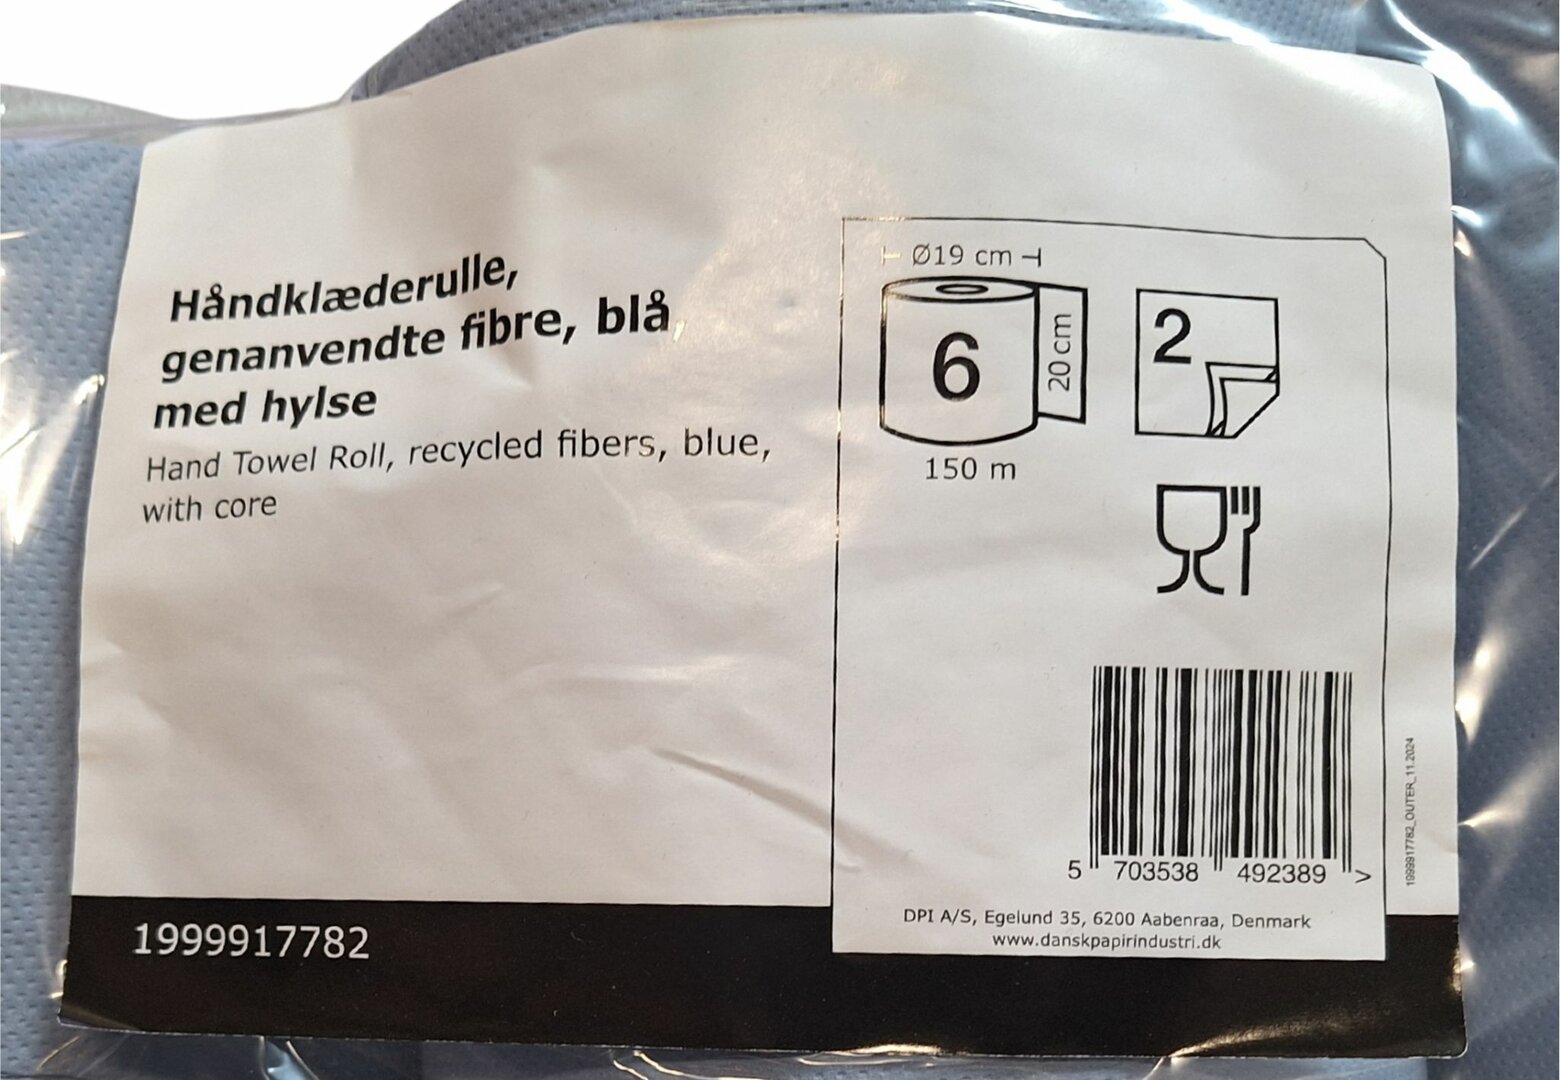 Håndklæderulle,
genanvendte fibre, blå,
med hylse
Hand Towel Roll, recycled fibers, blue,
with core
Ø19 cm
6
20 cm
150 m
2
5 703538 492389 >
DPI A/S, Egelund 35, 6200 Aabenraa, Denmark
www.danskpapirindustri.dk
1999917782_OUTER_11.2024
1999917782